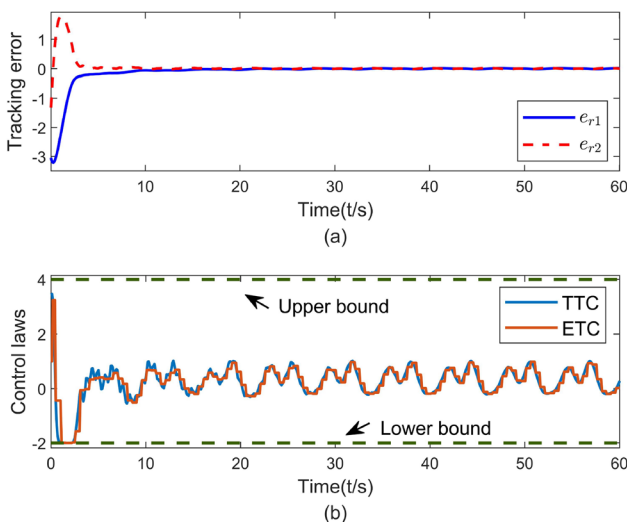 Tracking error
1
0
-1
-2
-3
e_{r1}
e_{r2}
10 20 30 40 50 60
Time(t/s)
(a)
Control laws
4
2
0
-2
Upper bound
TTC
ETC
Lower bound
0 10 20 30 40 50 60
Time(t/s)
(b)